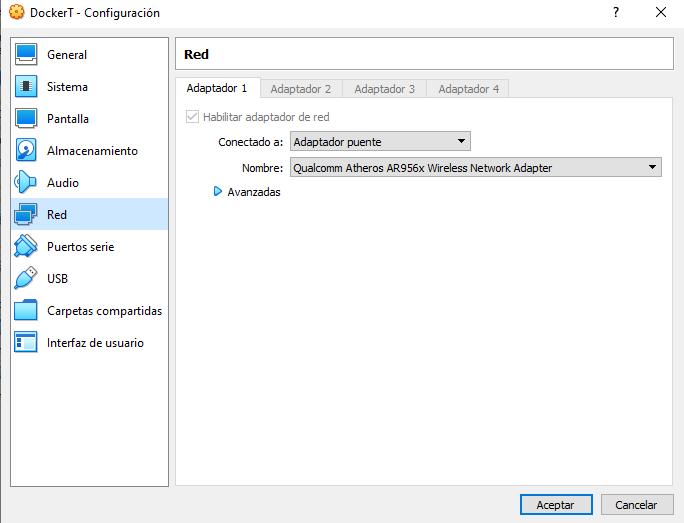 DockerT - Configuración
?
General
Sistema
Pantalla
Almacenamiento
Audio
Red
Puertos serie
USB
Carpetas compartidas
Interfaz de usuario
Red
Adaptador 1 Adaptador 2 Adaptador 3 Adaptador 4
Habilitar adaptador de red
Conectado a: Adaptador puente
Nombre: Qualcomm Atheros AR956x Wireless Network Adapter
Avanzadas
Aceptar Cancelar